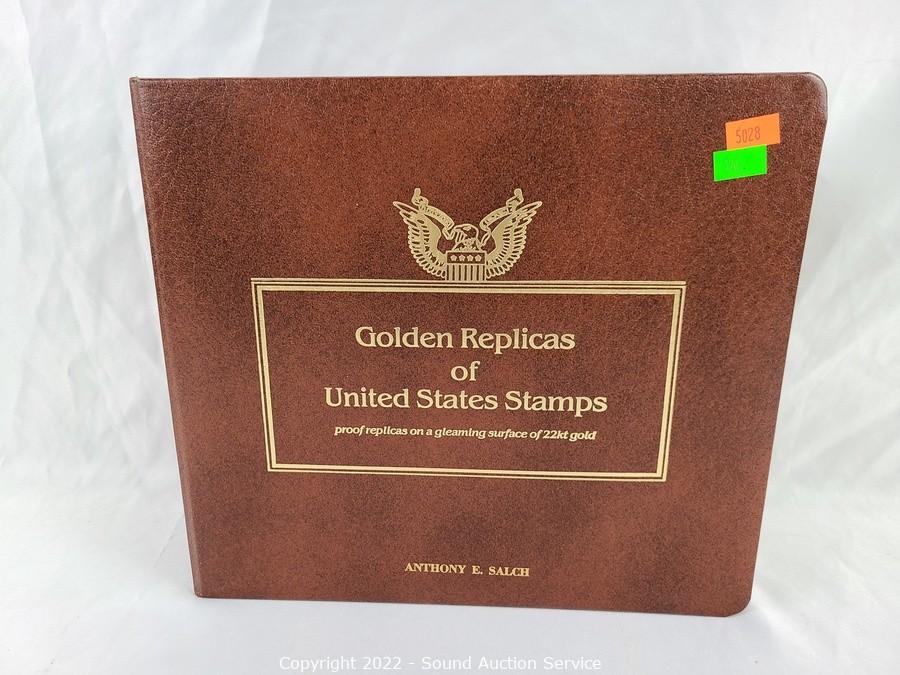 5028
Golden Replicas
of
United States Stamps
proof replicas on a gleaming surface of 22kt gold
ANTHONY E. SALCH
Copyright 2022 - Sound Auction Service